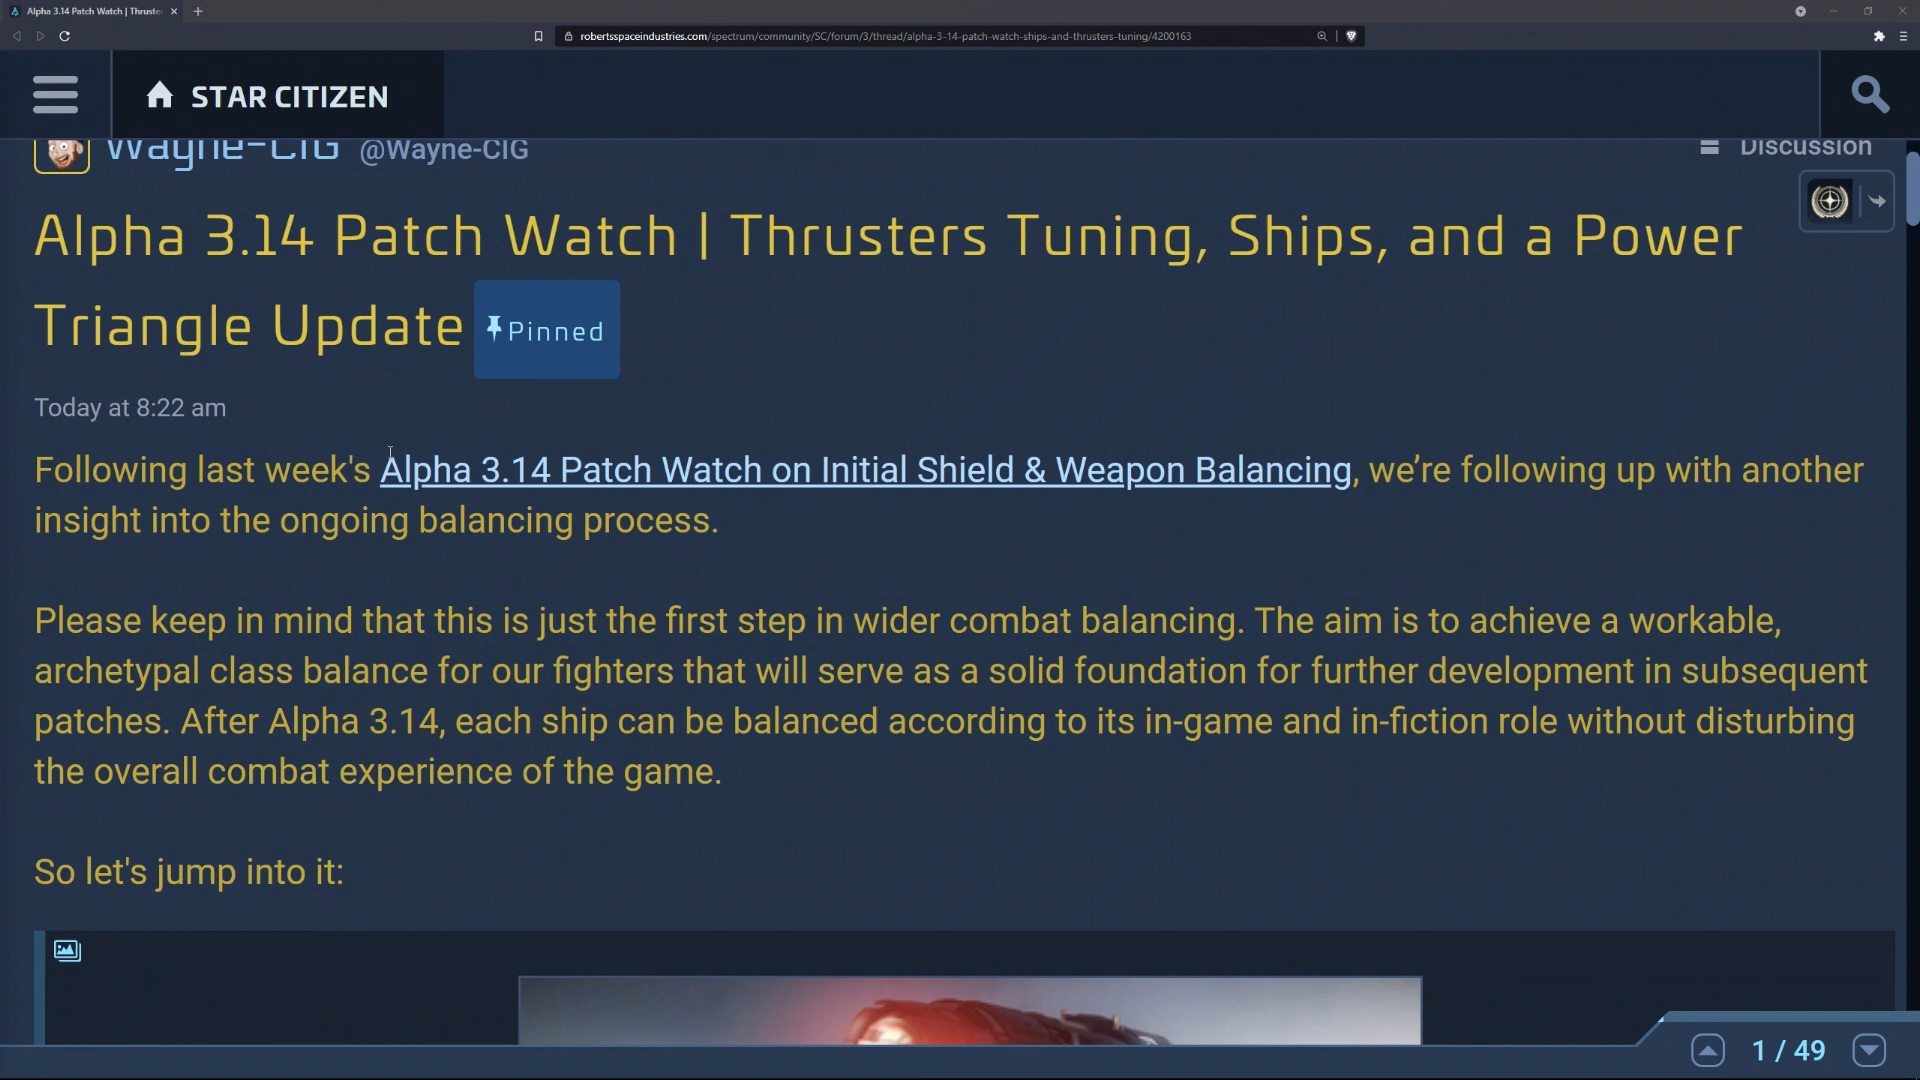 Alpha 3.14 Patch Watch | Thruste
robertsspaceindustries.com/spectrum/community/SC/forum/3/thread/alpha-3-14-patch-watch-ships-and-thrusters-tuning/4200163
STAR CITIZEN
Wayne-CIG @Wayne-CIG
Discussion
Alpha 3.14 Patch Watch | Thrusters Tuning, Ships, and a Power
Triangle Update Pinned
Today at 8:22 am
Following last week's Alpha 3.14 Patch Watch on Initial Shield & Weapon Balancing, we’re following up with another
insight into the ongoing balancing process.
Please keep in mind that this is just the first step in wider combat balancing. The aim is to achieve a workable,
archetypal class balance for our fighters that will serve as a solid foundation for further development in subsequent
patches. After Alpha 3.14, each ship can be balanced according to its in-game and in-fiction role without disturbing
the overall combat experience of the game.
So let's jump into it:
1 / 49